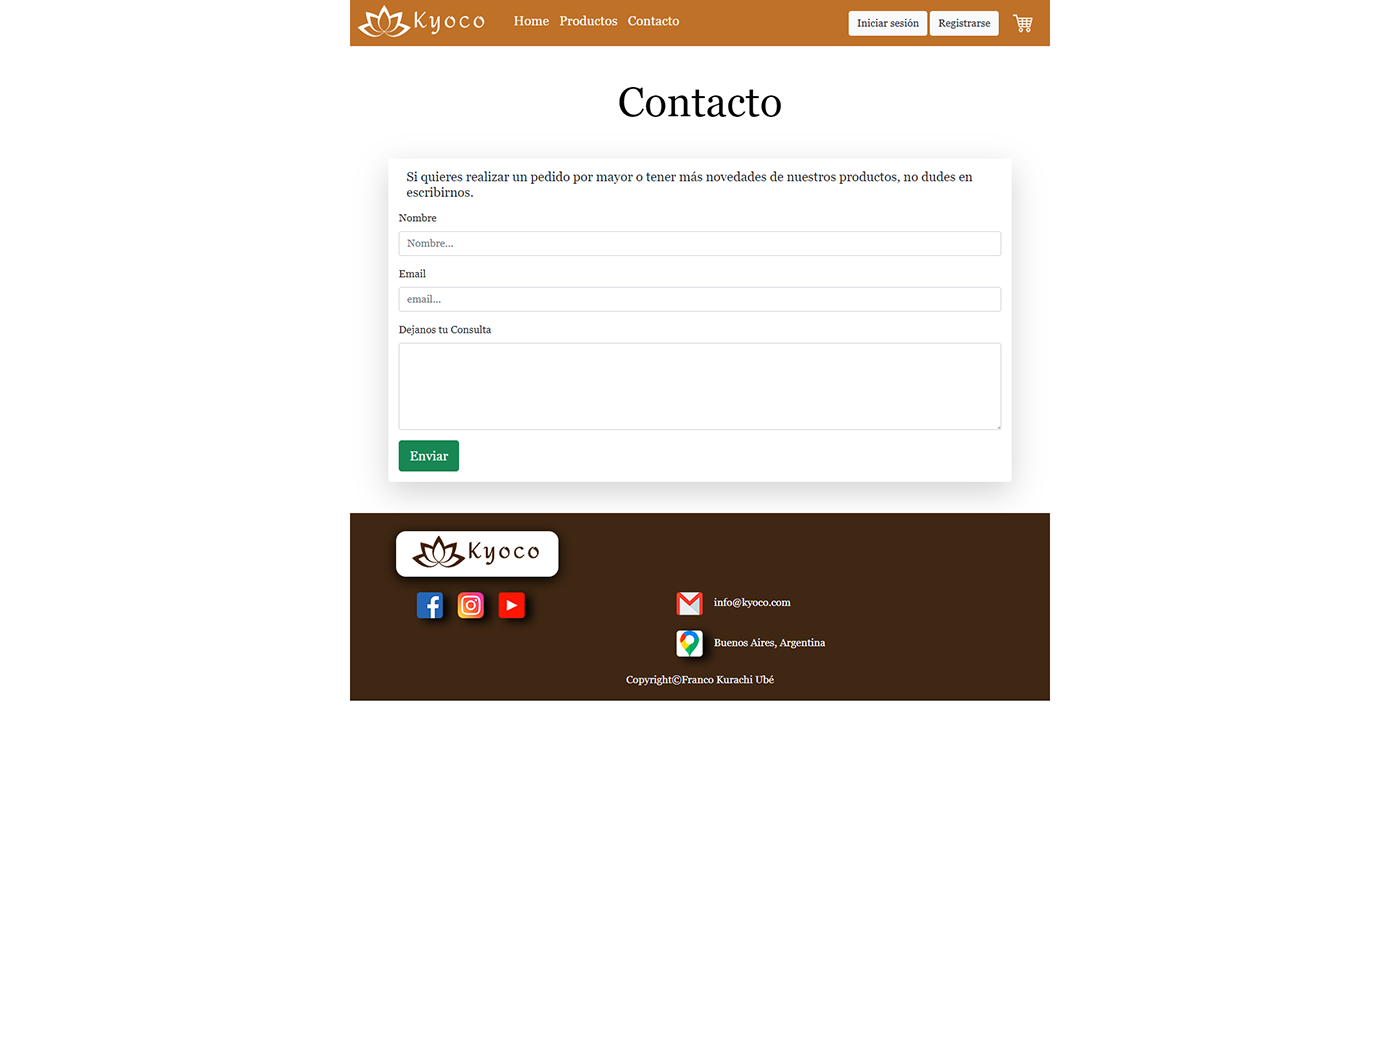 Kyoco
Home Productos Contacto
Iniciar sesión Registrarse
Contacto
Si quieres realizar un pedido por mayor o tener más novedades de nuestros productos, no dudes en
escribirnos.
Nombre
Nombre...
Email
email...
Dejanos tu Consulta
Enviar
Kyoco
info@kyoco.com
Buenos Aires, Argentina
Copyright©Franco Kurachi Ubé